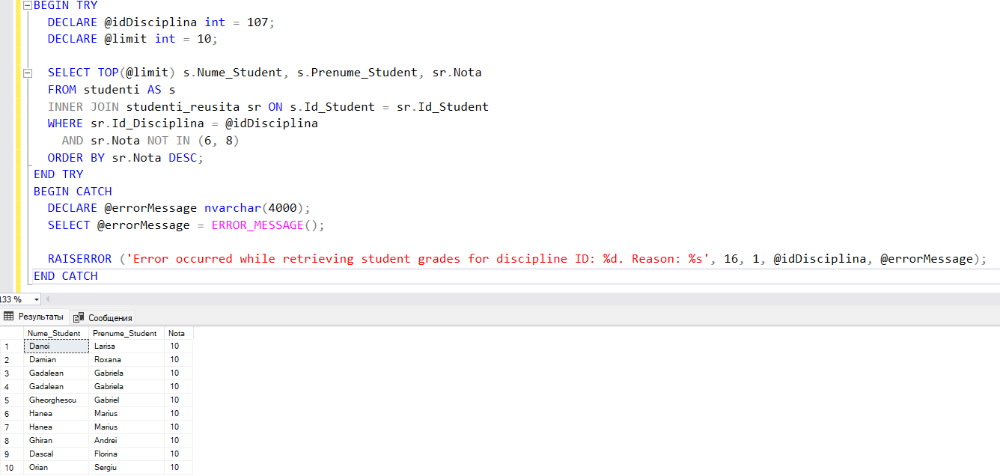 BEGIN TRY
DECLARE @idDisciplina int = 107;
DECLARE @limit int = 10;
SELECT TOP(@limit) s.Nume_Student, s.Prenume_Student, sr.Nota
FROM studenti AS s
INNER JOIN studenti_reusita sr ON s.Id_Student = sr.Id_Student
WHERE sr.Id_Disciplina = @idDisciplina
AND sr.Nota NOT IN (6, 8)
ORDER BY sr.Nota DESC;
END TRY
BEGIN CATCH
DECLARE @errorMessage nvarchar(4000);
SELECT @errorMessage = ERROR_MESSAGE();
RAISERROR ('Error occurred while retrieving student grades for discipline ID: %d. Reason: %s', 16, 1, @idDisciplina, @errorMessage);
END CATCH
133 %
Результаты Сообщения
Nume_Student Prenume_Student Nota
1 Danci Larisa 10
2 Damian Roxana 10
3 Gadalean Gabriela 10
4 Gadalean Gabriela 10
5 Gheorghescu Gabriel 10
6 Hanea Marius 10
7 Hanea Marius 10
8 Ghiran Andrei 10
9 Dascal Florina 10
10 Orian Sergiu 10